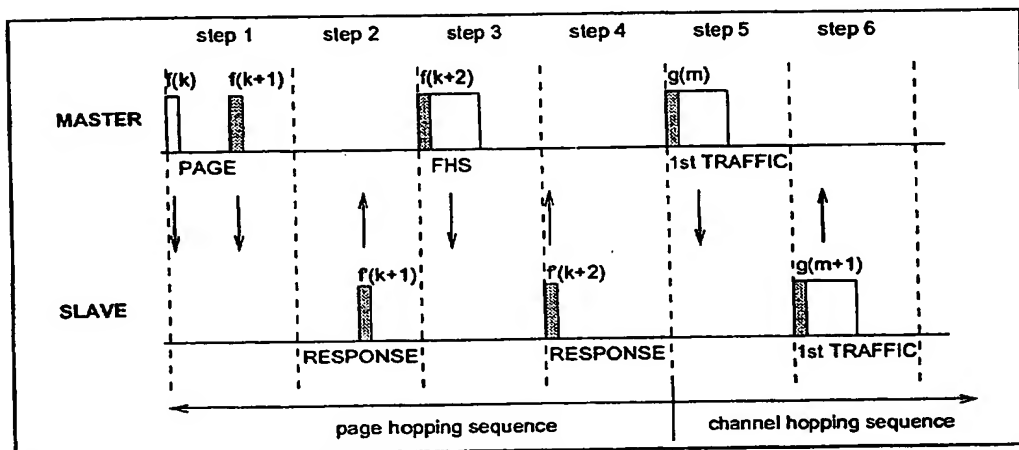 step 1 step 2 step 3 step 4 step 5 step 6
f(k) f(k+1) f(k+2) g(m)
MASTER
PAGE FHS 1st TRAFFIC
f'(k+1) f'(k+2) g(m+1)
SLAVE
RESPONSE RESPONSE 1st TRAFFIC
page hopping sequence channel hopping sequence